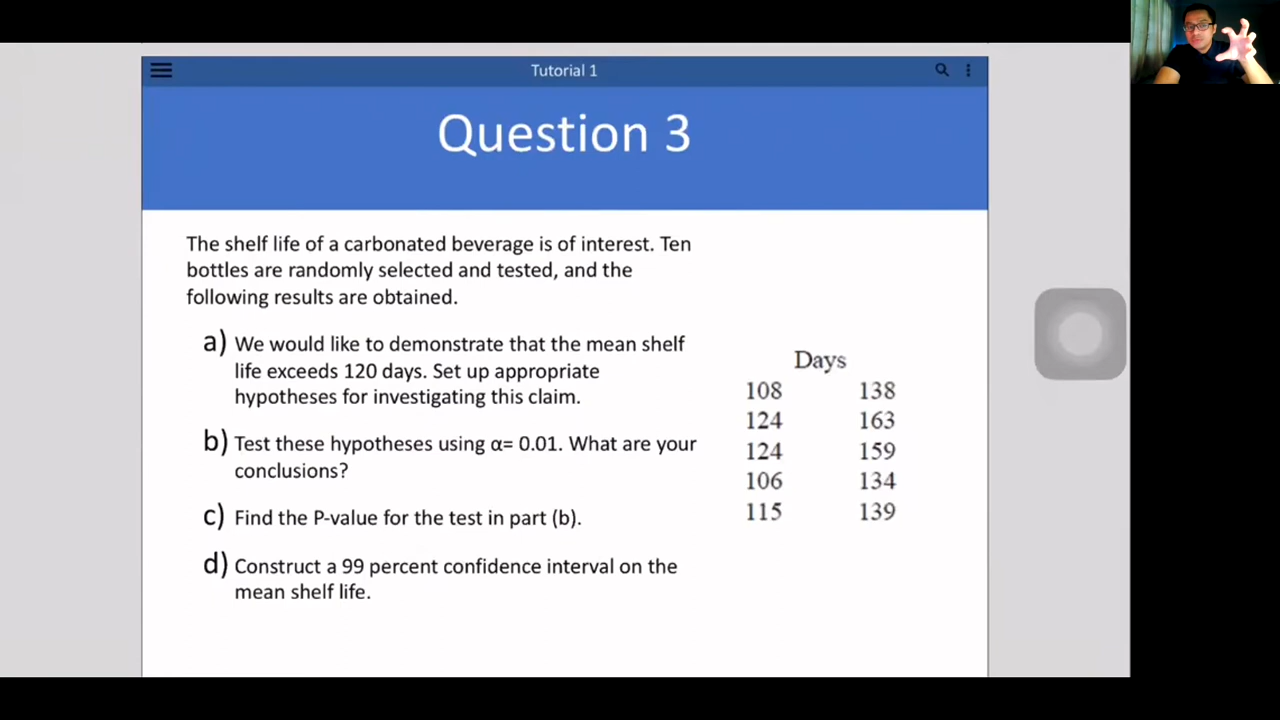 Tutorial 1
Question 3
The shelf life of a carbonated beverage is of interest. Ten
bottles are randomly selected and tested, and the
following results are obtained.
a) We would like to demonstrate that the mean shelf
life exceeds 120 days. Set up appropriate
hypotheses for investigating this claim.
b) Test these hypotheses using α= 0.01. What are your
conclusions?
c) Find the P-value for the test in part (b).
d) Construct a 99 percent confidence interval on the
mean shelf life.
Days
108 138
124 163
124 159
106 134
115 139